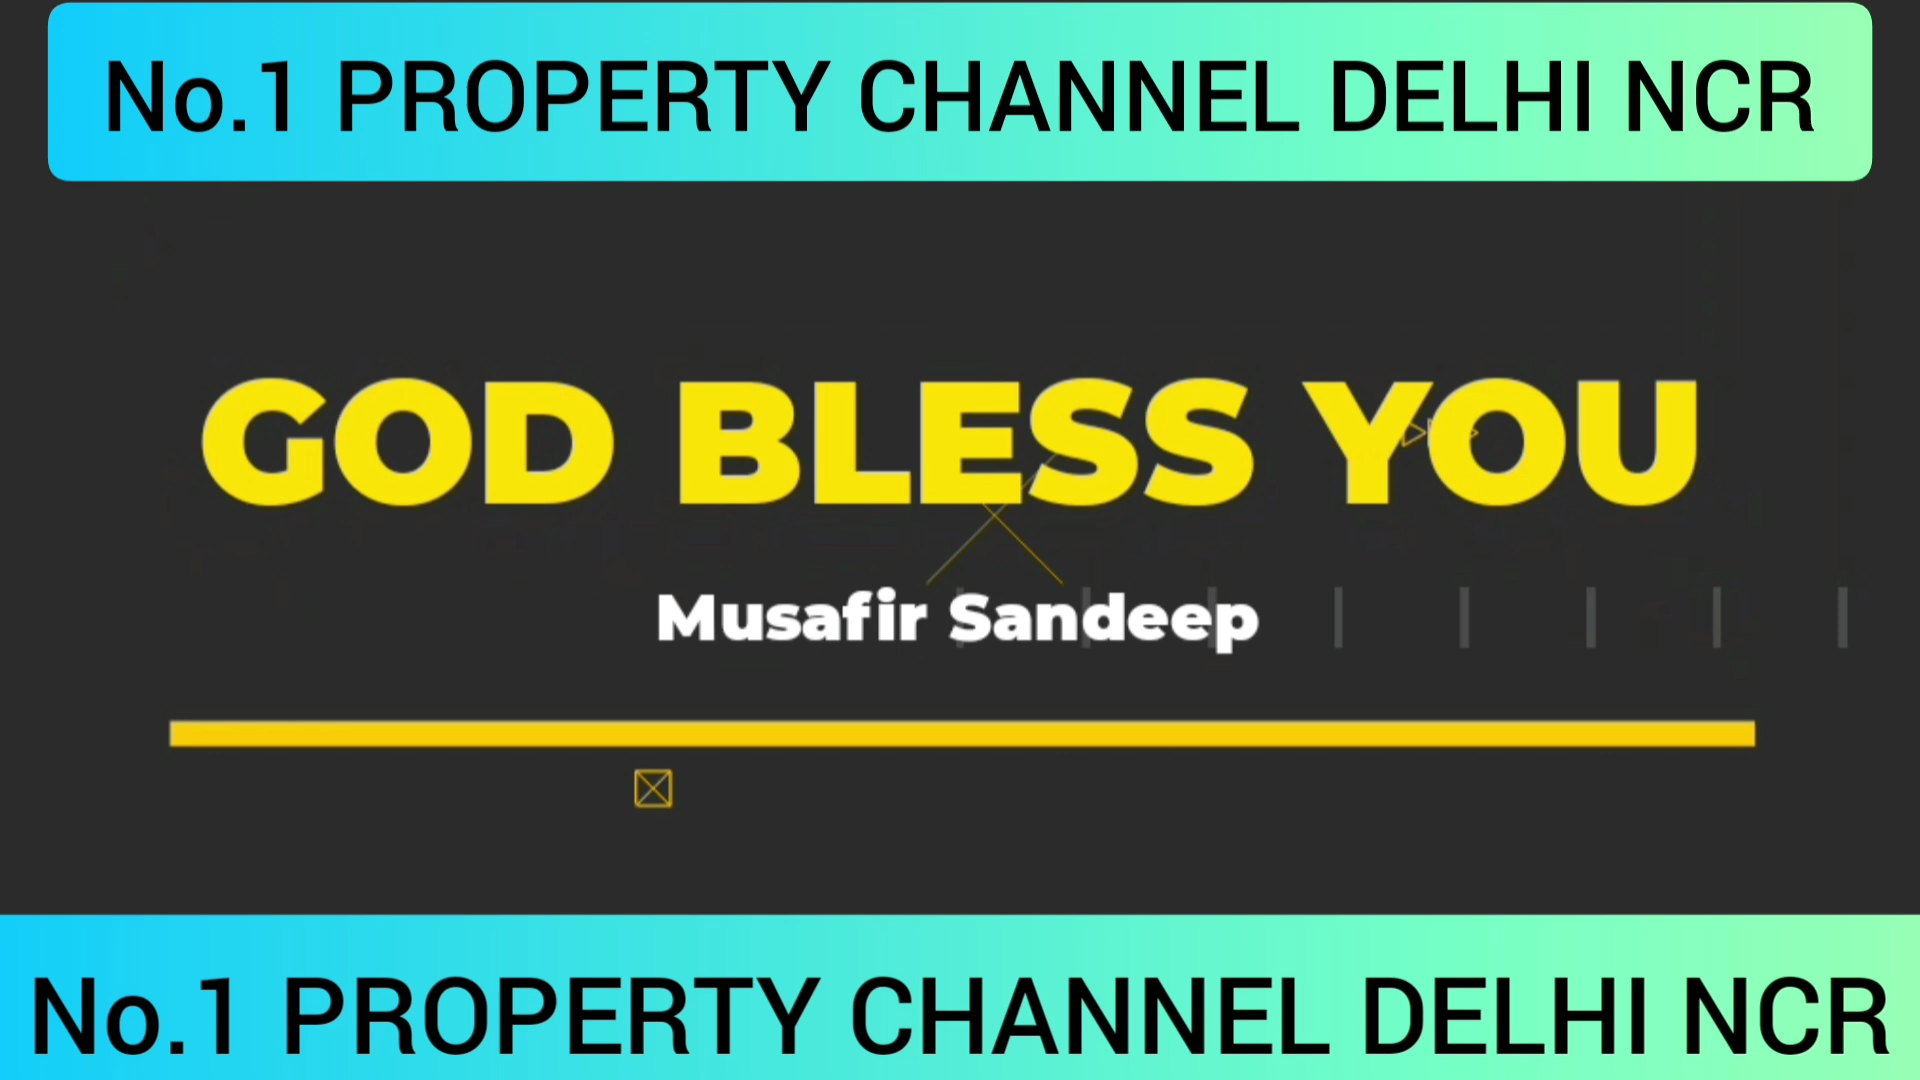 No.1 PROPERTY CHANNEL DELHI NCR
GOD BLESS YOU
Musafir Sandeep
No.1 PROPERTY CHANNEL DELHI NCR